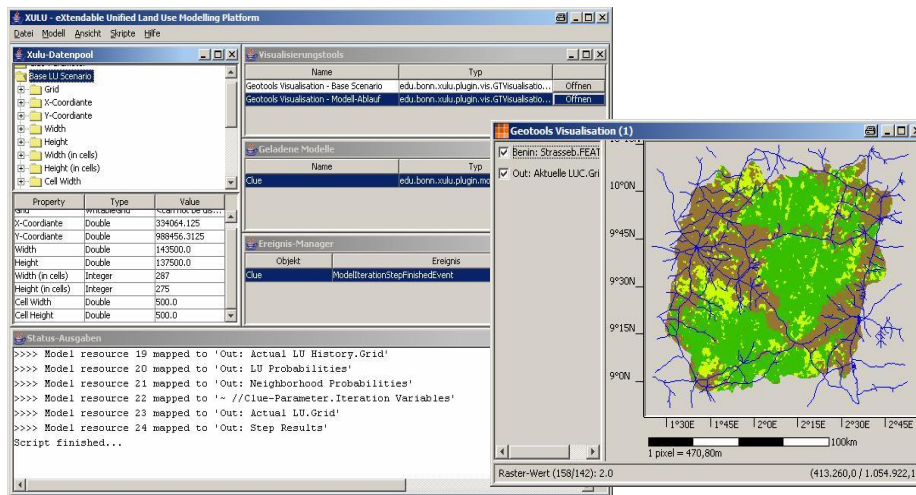 XULU - eXtendable Unified Land Use Modelling Platform
Datei Modell Ansicht Skripte Hilfe
Xulu-Datenpool
Base LU Scenario
Grid
X-Coordiante
Y-Coordiante
Width
Height
Width (in cells)
Height (in cells)
Cell Width
Property Type Value
X-Coordiante Double 334064.125
Y-Coordiante Double 988456.3125
Width Double 143500.0
Height Double 137500.0
Width (in cells) Integer 287
Height (in cells) Integer 275
Cell Width Double 500.0
Cell Height Double 500.0
Visualisierungstools
Name Typ
Geotools Visualisation - Base Scenario edu.bonn.xulu.plugin.vis.GTVisualisatio... Öffnen
Geotools Visualisation - Modell-Ablauf edu.bonn.xulu.plugin.vis.GTVisualisatio... Öffnen
Geladene Modelle
Name Typ
Clue edu.bonn.xulu.plugin.mo
Ereignis-Manager
Objekt Ereignis
Clue ModelIterationStepFinishedEvent
Status-Ausgaben
>>>> Model resource 19 mapped to 'Out: Actual LU History.Grid'
>>>> Model resource 20 mapped to 'Out: LU Probabilities'
>>>> Model resource 21 mapped to 'Out: Neighborhood Probabilities'
>>>> Model resource 22 mapped to '~ //Clue-Parameter.Iteration Variables'
>>>> Model resource 23 mapped to 'Out: Actual LU.Grid'
>>>> Model resource 24 mapped to 'Out: Step Results'
Script finished...
Geotools Visualisation (1)
Benin: Strasseb.FEAT
Out: Aktuelle LUC.Gri
10°0N
9°45N
9°30N
9°15N
9°0N
1°30E 1°45E 2°0E 2°15E 2°30E 2°45E
100km
1 pixel = 470,80m
Raster-Wert (158/142): 2.0 (413.260,0 / 1.054.922,1